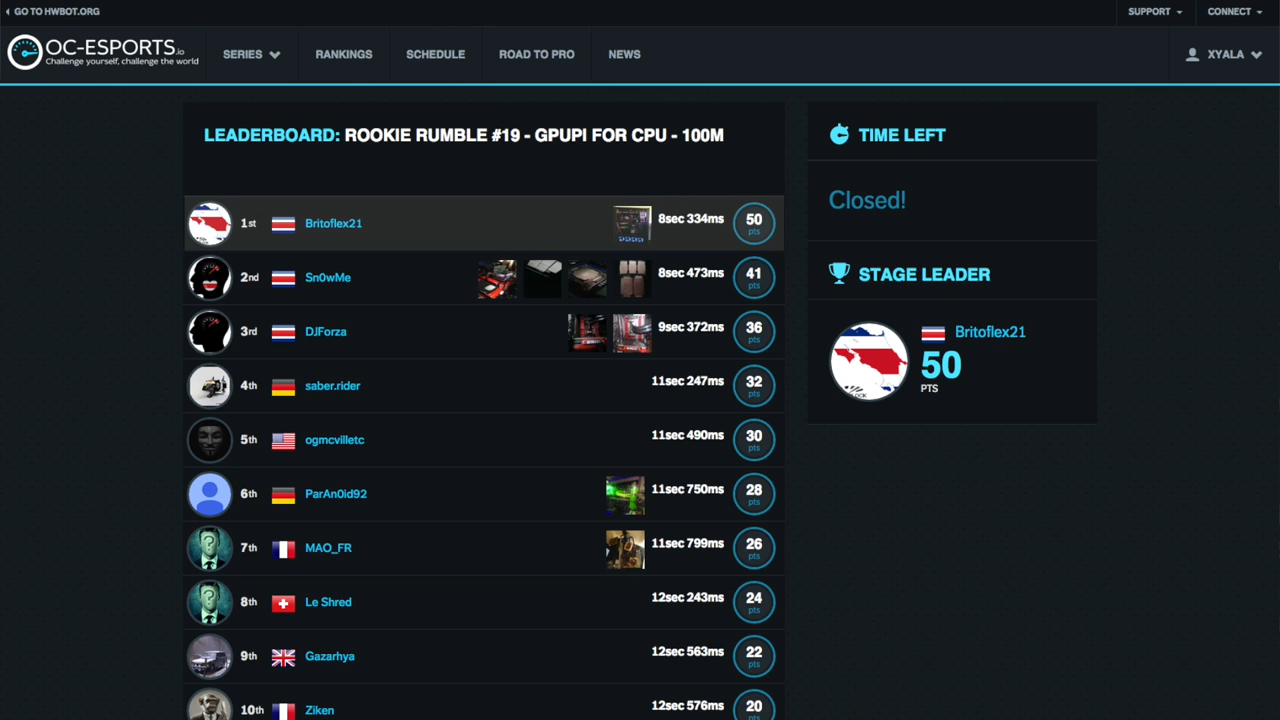 GO TO HWBOT.ORG
SUPPORT
CONNECT
OC-ESPORTS.io
Challenge yourself, challenge the world
SERIES
RANKINGS
SCHEDULE
ROAD TO PRO
NEWS
XYALA
LEADERBOARD: ROOKIE RUMBLE #19 - GPUPI FOR CPU - 100M
1st Britoflex21 8sec 334ms 50 pts
2nd Sn0wMe 8sec 473ms 41 pts
3rd DJForza 9sec 372ms 36 pts
4th saber.rider 11sec 247ms 32 pts
5th ogmcvilletc 11sec 490ms 30 pts
6th ParAn0id92 11sec 750ms 28 pts
7th MAO_FR 11sec 799ms 26 pts
8th Le Shred 12sec 243ms 24 pts
9th Gazarhya 12sec 563ms 22 pts
10th Ziken 12sec 576ms 20 pts
TIME LEFT
Closed!
STAGE LEADER
Britoflex21
50
PTS